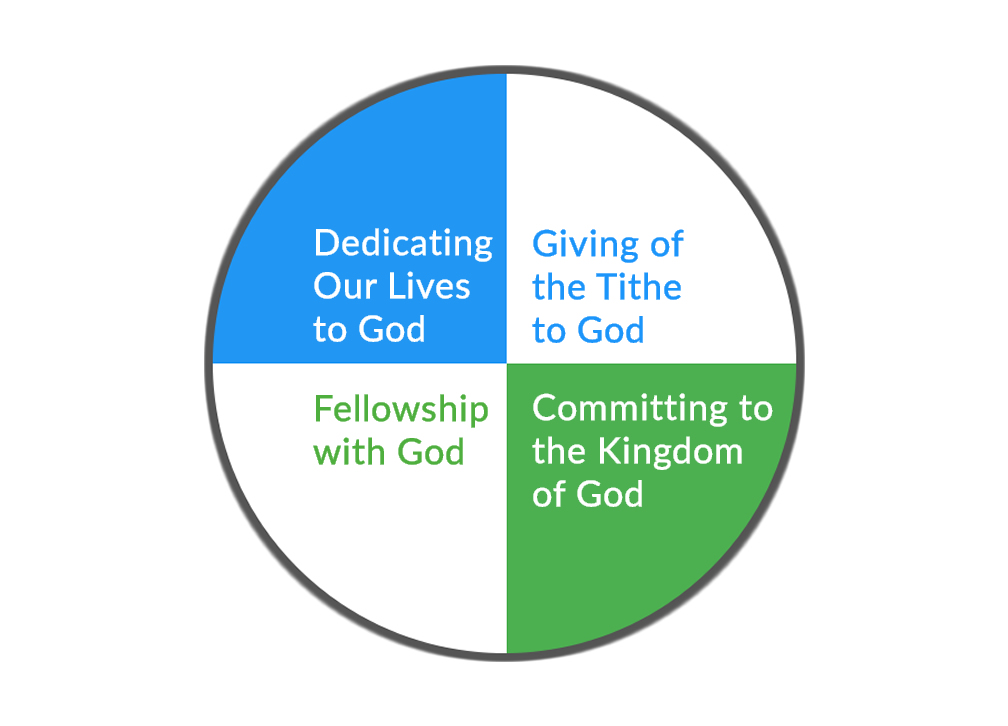 Dedicating
Our Lives
to God
Giving of
the Tithe
to God
Fellowship
with God
Committing to
the Kingdom
of God